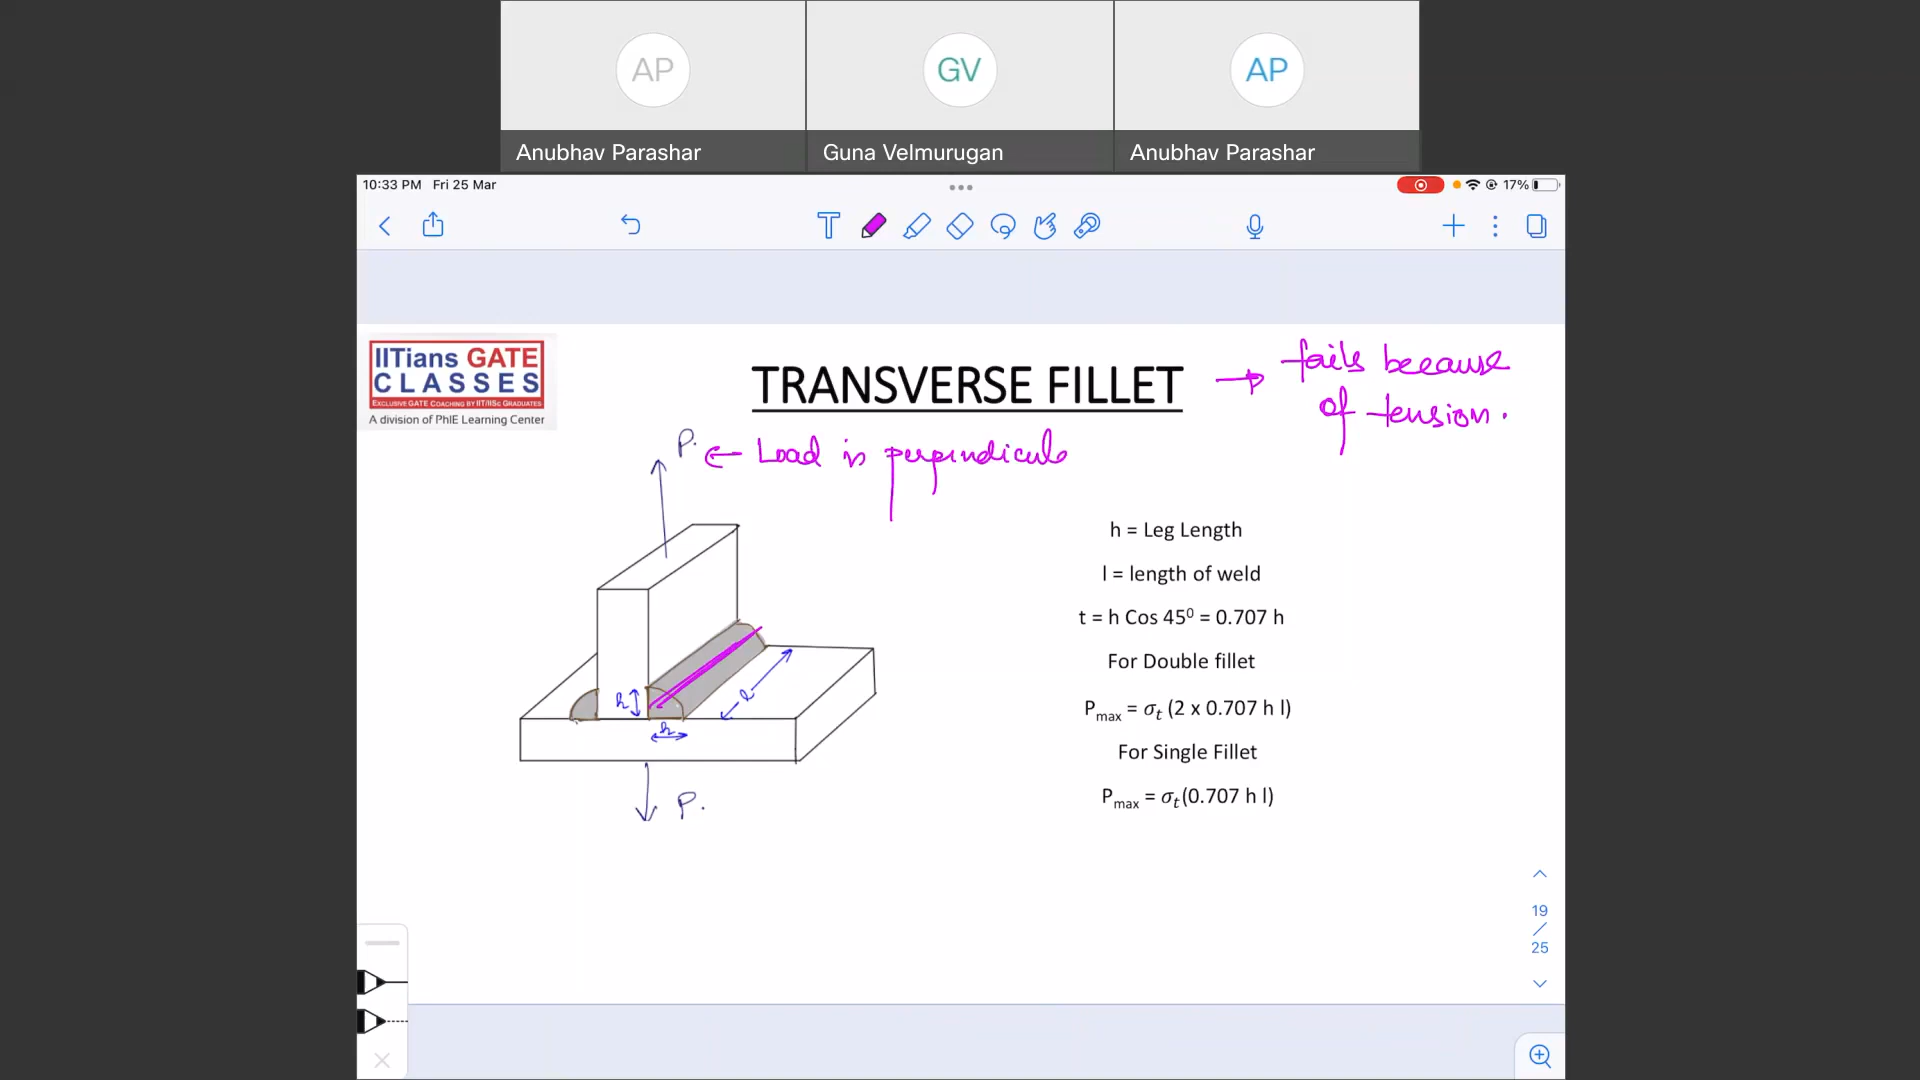 AP
GV
AP
Anubhav Parashar
Guna Velmurugan
Anubhav Parashar
10:33 PM Fri 25 Mar
17%
IITians GATE
CLASSES
EXCLUSIVE GATE COACHING BY IIT/IISc GRADUATES
A division of PhIE Learning Center
TRANSVERSE FILLET
→ fails because
of tension.
P. ← Load is perpendicula
h = Leg Length
l = length of weld
t = h Cos 45⁰ = 0.707 h
For Double fillet
Pmax = σt (2 x 0.707 h l)
For Single Fillet
Pmax = σt(0.707 h l)
h
l
h
P.
19
/
25